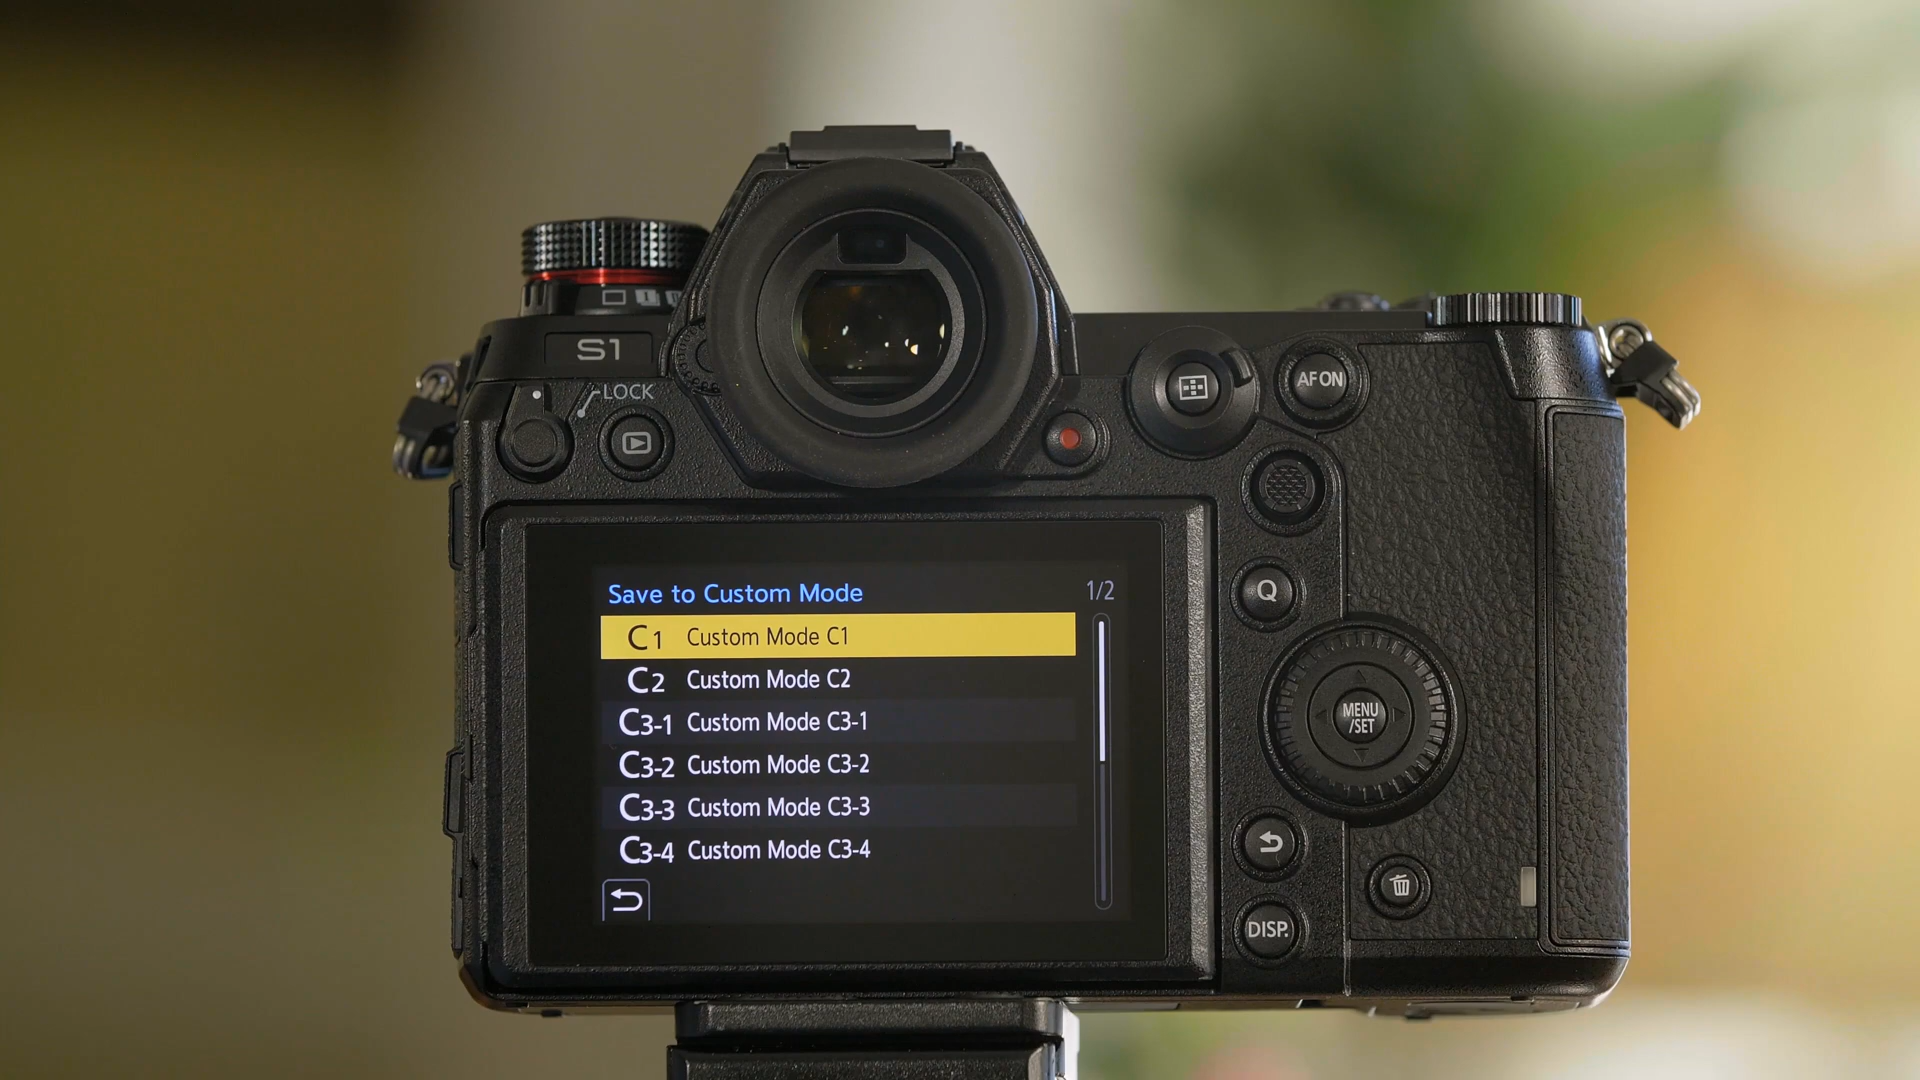 S1
LOCK
AF ON
Q
MENU
/SET
DISP.
Save to Custom Mode 1/2
C1 Custom Mode C1
C2 Custom Mode C2
C3-1 Custom Mode C3-1
C3-2 Custom Mode C3-2
C3-3 Custom Mode C3-3
C3-4 Custom Mode C3-4